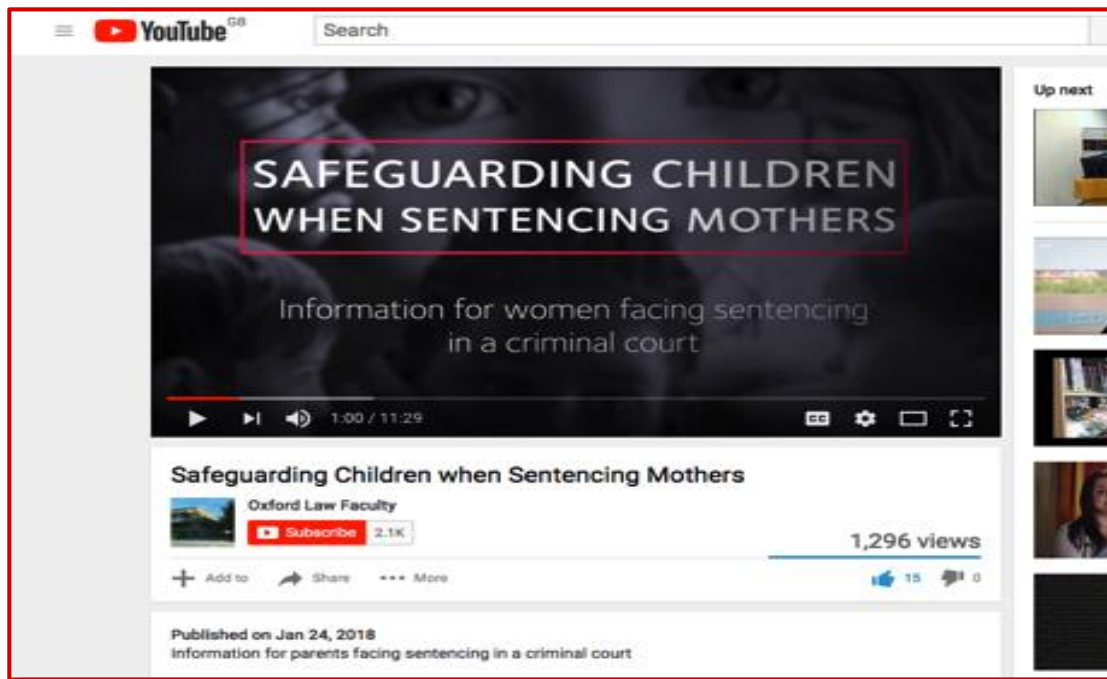 YouTube GB
Search
Up next
SAFEGUARDING CHILDREN
WHEN SENTENCING MOTHERS
Information for women facing sentencing
in a criminal court
1:00 / 11:29
CC
Safeguarding Children when Sentencing Mothers
Oxford Law Faculty
Subscribe 2.1K
1,296 views
Add to Share More
15 0
Published on Jan 24, 2018
Information for parents facing sentencing in a criminal court